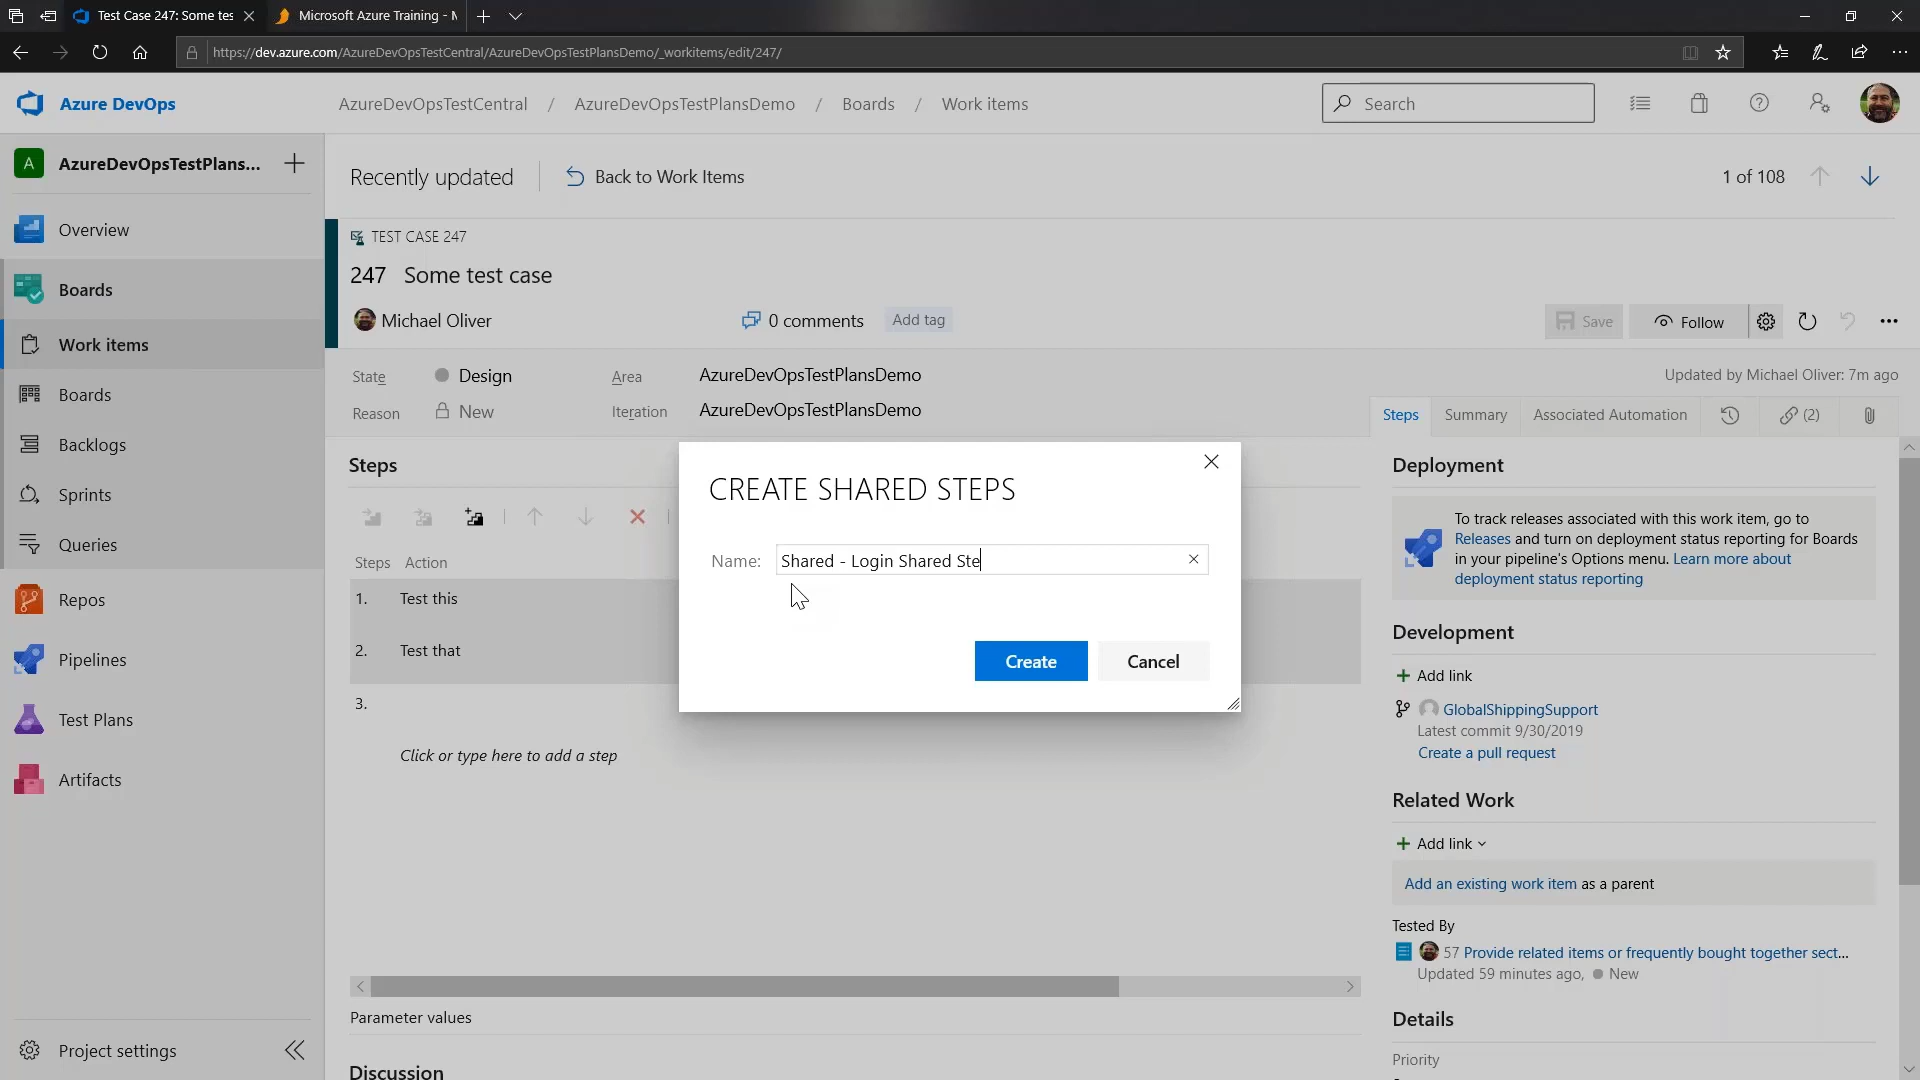 Test Case 247: Some tes
Microsoft Azure Training - M
https://dev.azure.com/AzureDevOpsTestCentral/AzureDevOpsTestPlansDemo/_workitems/edit/247/
Azure DevOps
AzureDevOpsTestCentral / AzureDevOpsTestPlansDemo / Boards / Work items
Search
A AzureDevOpsTestPlans...
Overview
Boards
Work items
Boards
Backlogs
Sprints
Queries
Repos
Pipelines
Test Plans
Artifacts
Project settings
Recently updated
Back to Work Items
1 of 108
TEST CASE 247
247 Some test case
Michael Oliver
0 comments
Add tag
Save
Follow
State Design
Area AzureDevOpsTestPlansDemo
Updated by Michael Oliver: 7m ago
Reason New
Iteration AzureDevOpsTestPlansDemo
Steps
Summary
Associated Automation
(2)
Steps
Steps Action
1. Test this
2. Test that
3.
Click or type here to add a step
Parameter values
Discussion
CREATE SHARED STEPS
Name: Shared - Login Shared Ste
Create
Cancel
Deployment
To track releases associated with this work item, go to
Releases and turn on deployment status reporting for Boards
in your pipeline's Options menu. Learn more about
deployment status reporting
Development
Add link
GlobalShippingSupport
Latest commit 9/30/2019
Create a pull request
Related Work
Add link
Add an existing work item as a parent
Tested By
57 Provide related items or frequently bought together sect...
Updated 59 minutes ago, New
Details
Priority